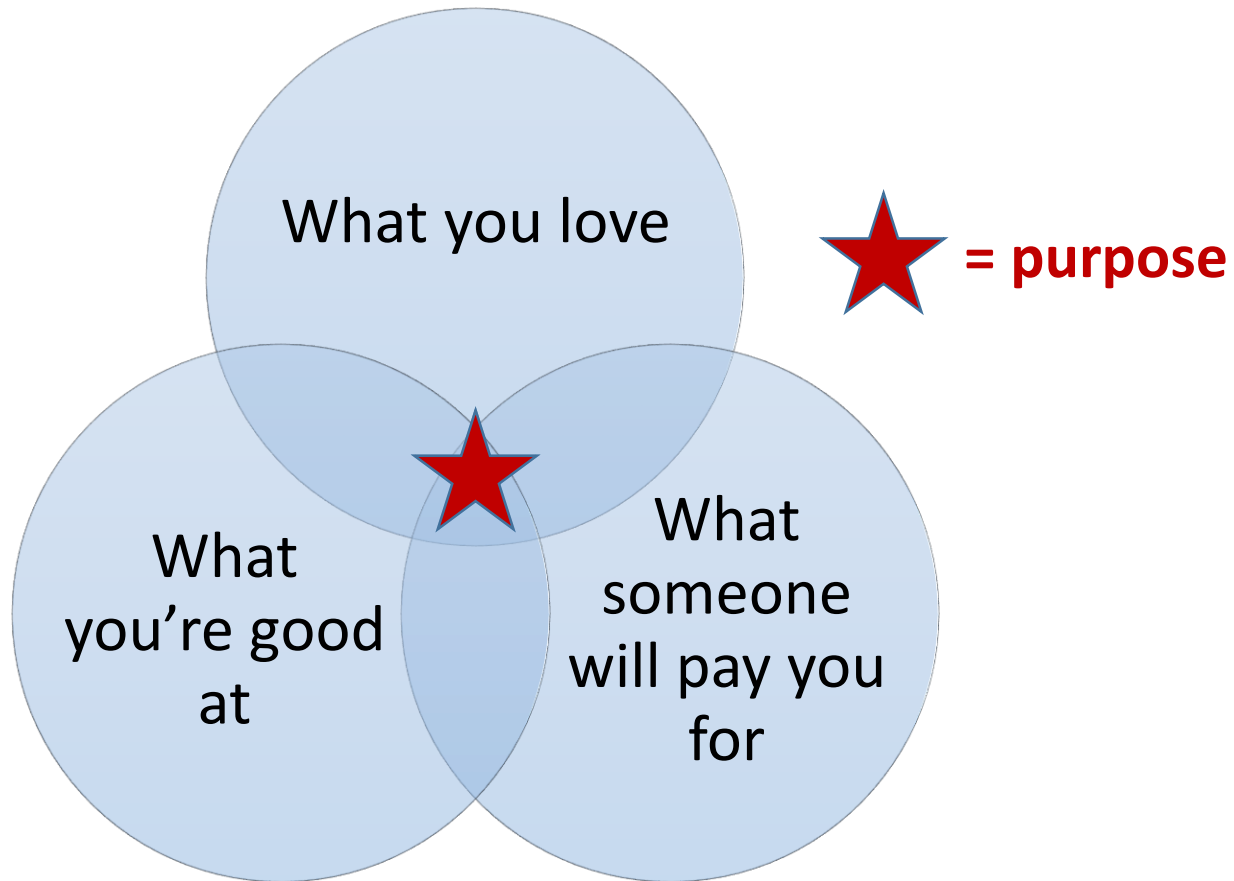 What you love
= purpose
What
you’re good
at
What
someone
will pay you
for